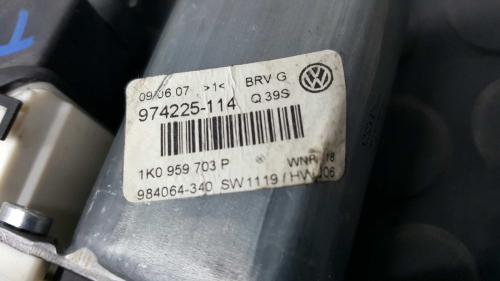 09/06.07 >1< BRV G
974225-114 Q 39S
1K0 959 703 P WNR 18
984064-340 SW1119 / HW 06